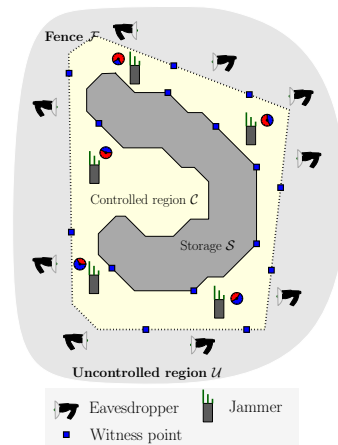 Fence ℱ
Controlled region 𝒞
Storage 𝒮
Uncontrolled region 𝒰
Eavesdropper
Jammer
Witness point